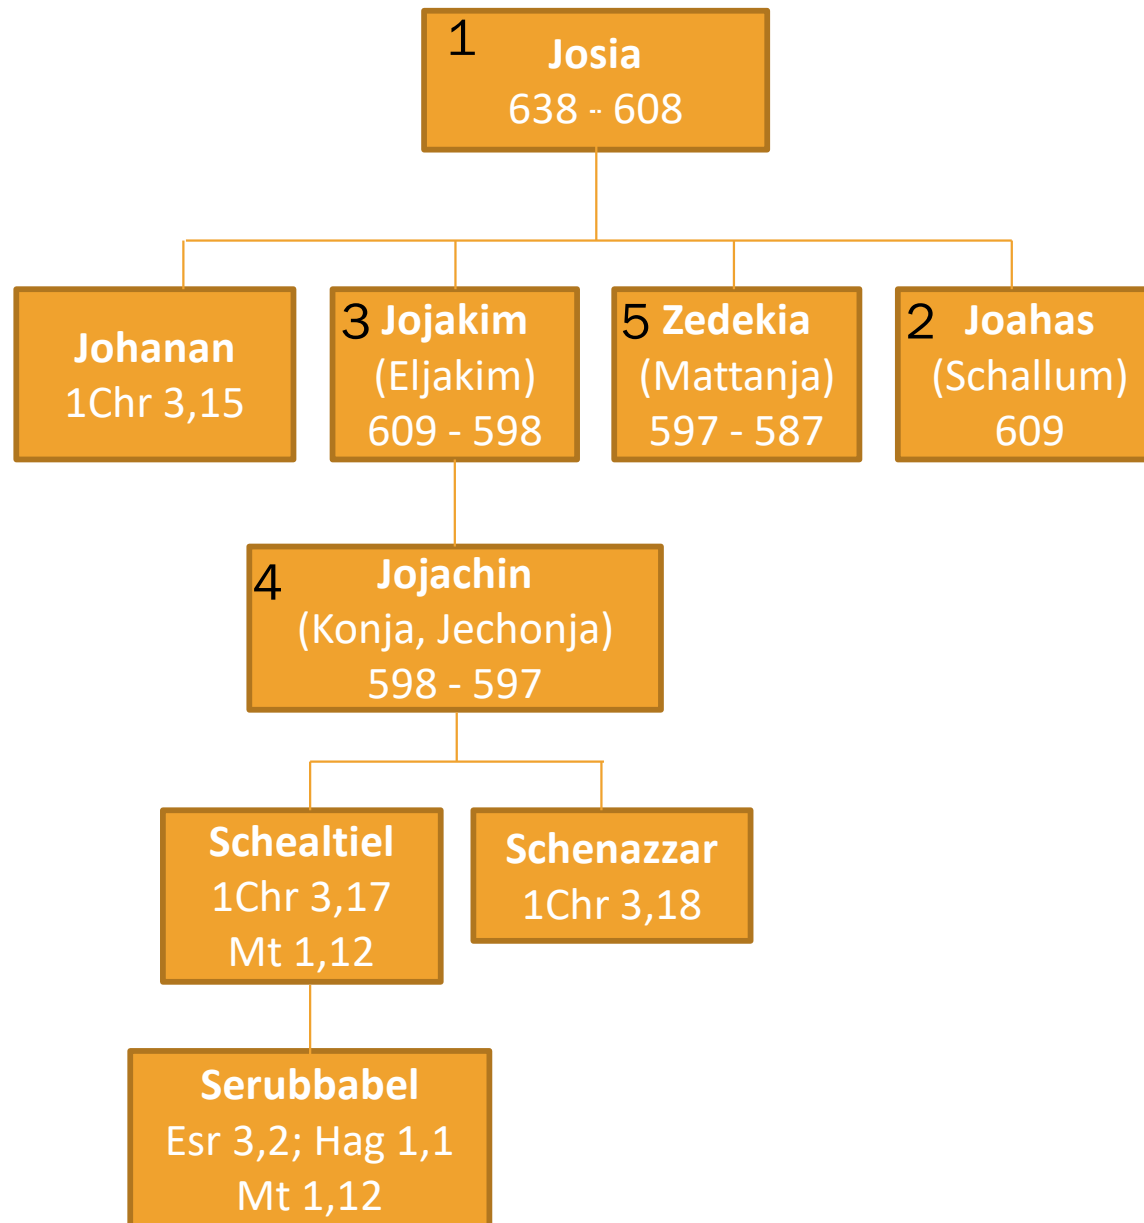 1
Josia
638 -- 608
Johanan
1Chr 3,15
3 Jojakim
(Eljakim)
609 - 598
5 Zedekia
(Mattanja)
597 - 587
2 Joahas
(Schallum)
609
4
Jojachin
(Konja, Jechonja)
598 - 597
Schealtiel
1Chr 3,17
Mt 1,12
Schenazzar
1Chr 3,18
Serubbabel
Esr 3,2; Hag 1,1
Mt 1,12